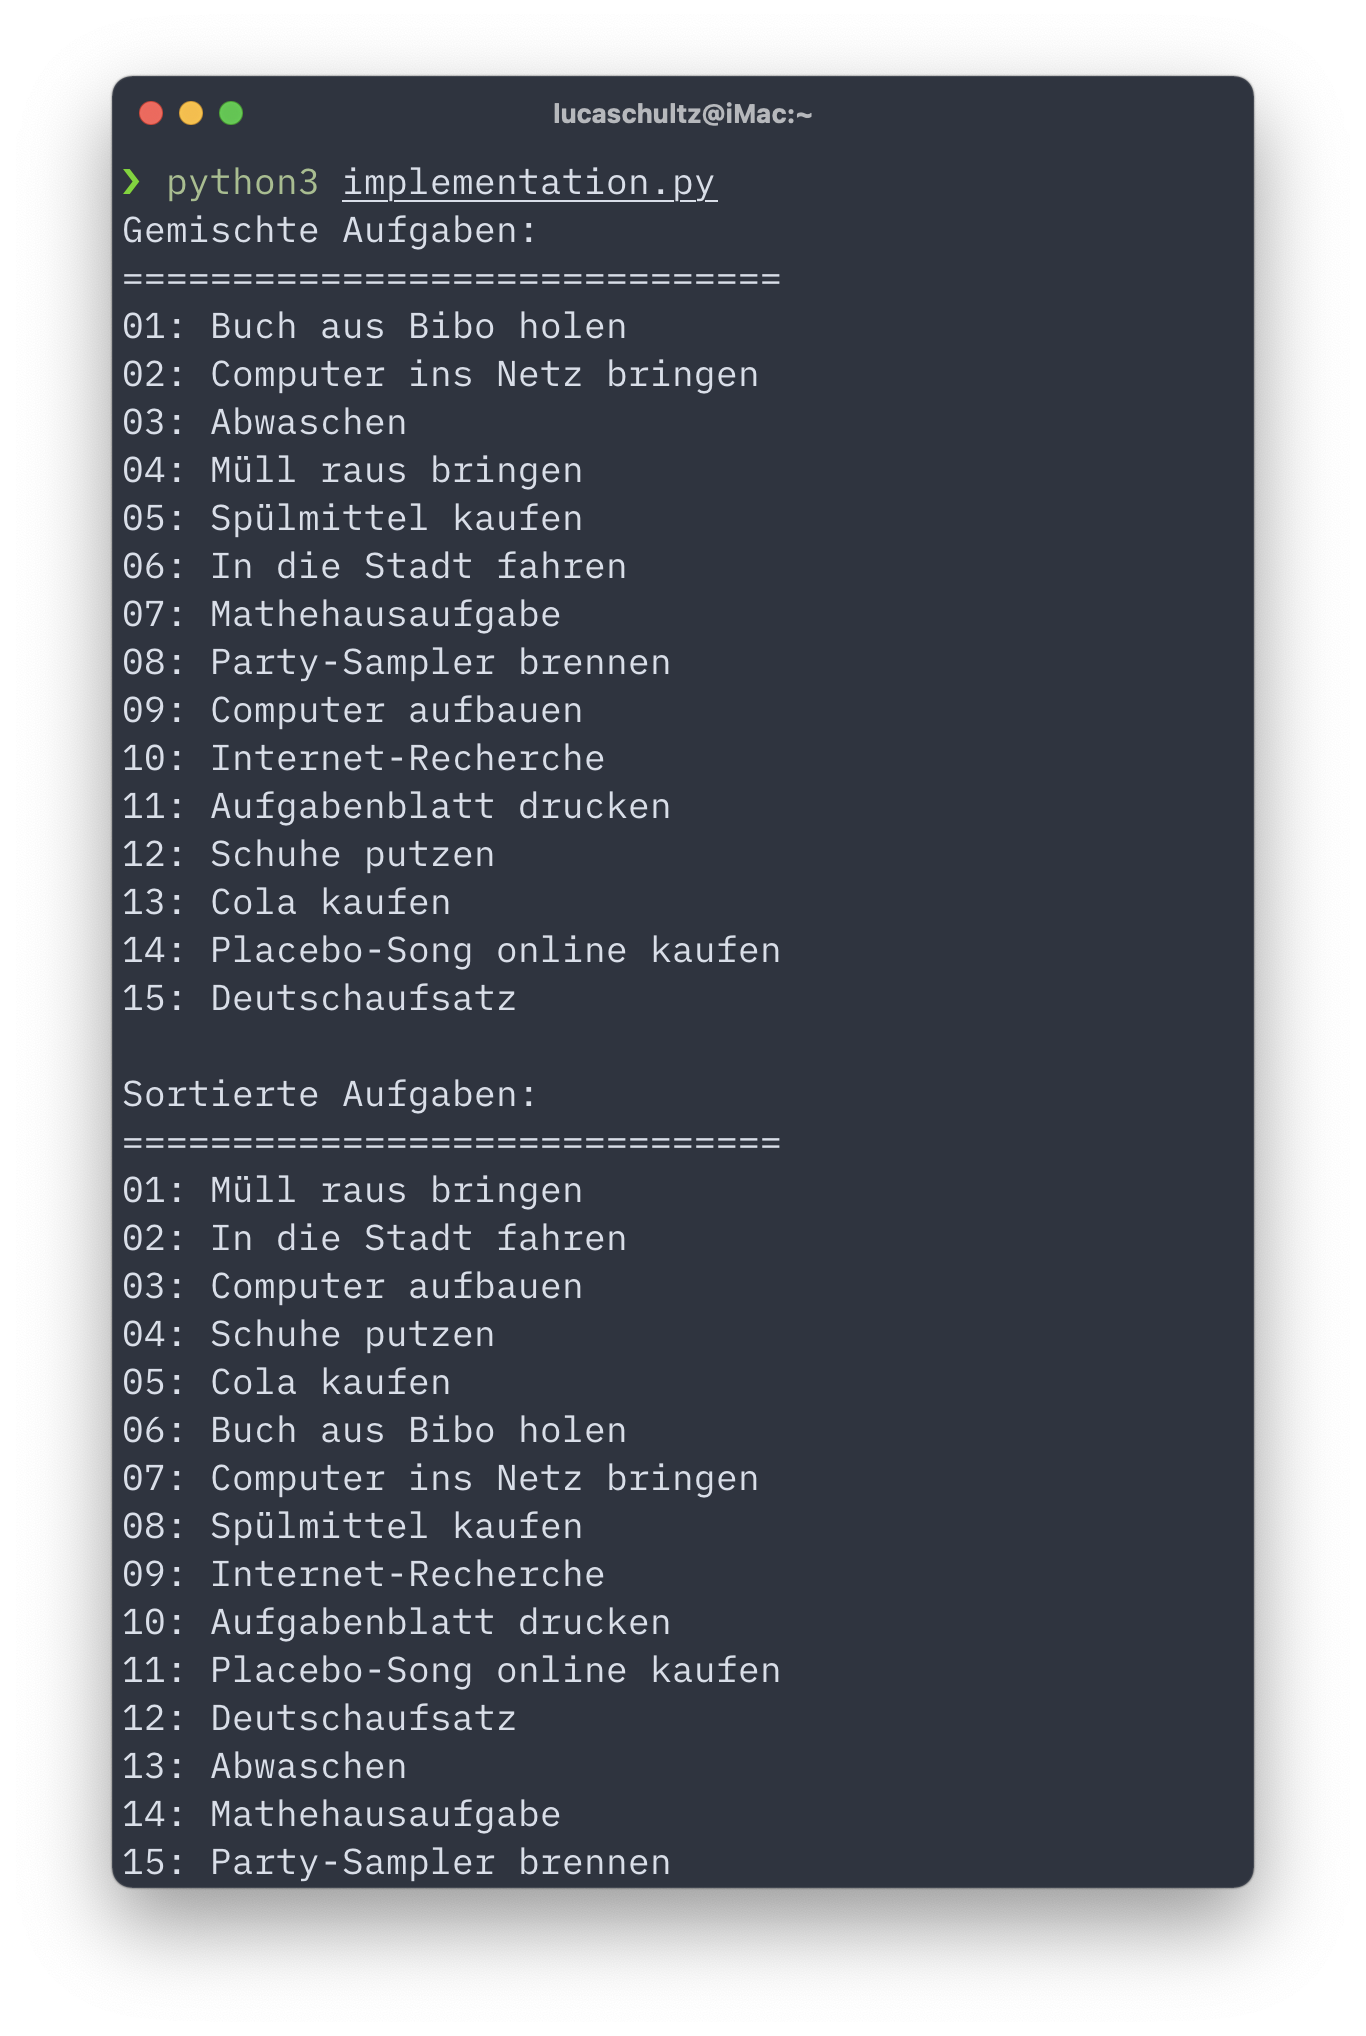 lucaschultz@iMac:~
❯ python3 implementation.py
Gemischte Aufgaben:
==============================
01: Buch aus Bibo holen
02: Computer ins Netz bringen
03: Abwaschen
04: Müll raus bringen
05: Spülmittel kaufen
06: In die Stadt fahren
07: Mathehausaufgabe
08: Party-Sampler brennen
09: Computer aufbauen
10: Internet-Recherche
11: Aufgabenblatt drucken
12: Schuhe putzen
13: Cola kaufen
14: Placebo-Song online kaufen
15: Deutschaufsatz
Sortierte Aufgaben:
==============================
01: Müll raus bringen
02: In die Stadt fahren
03: Computer aufbauen
04: Schuhe putzen
05: Cola kaufen
06: Buch aus Bibo holen
07: Computer ins Netz bringen
08: Spülmittel kaufen
09: Internet-Recherche
10: Aufgabenblatt drucken
11: Placebo-Song online kaufen
12: Deutschaufsatz
13: Abwaschen
14: Mathehausaufgabe
15: Party-Sampler brennen